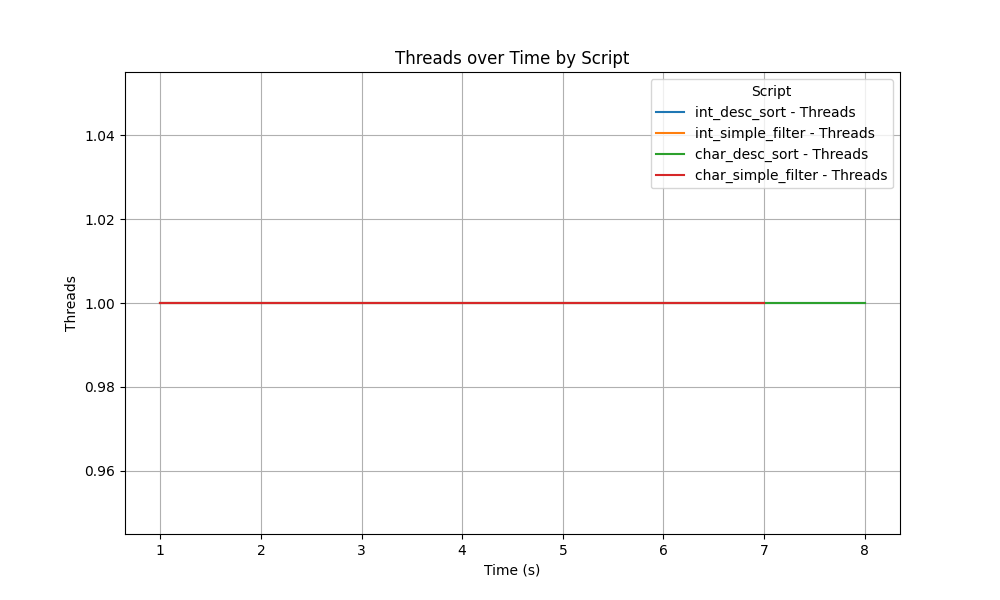 Threads over Time by Script
Script
int_desc_sort - Threads
int_simple_filter - Threads
char_desc_sort - Threads
char_simple_filter - Threads
Threads
1.04
1.02
1.00
0.98
0.96
1 2 3 4 5 6 7 8
Time (s)